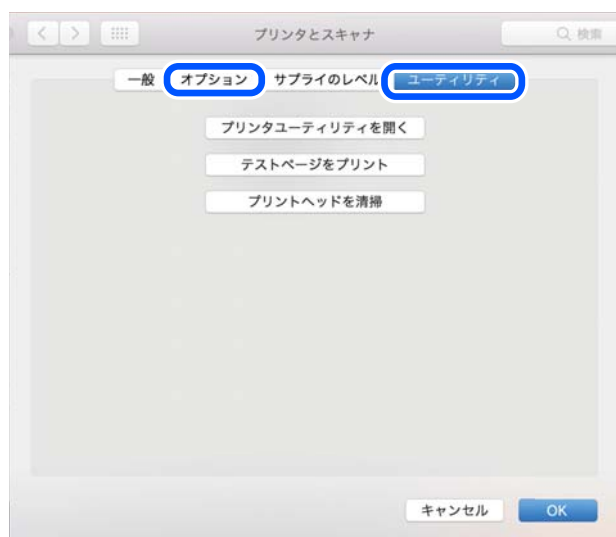 プリンタとスキャナ 検索
一般 オプション サプライのレベル ユーティリティ
プリンタユーティリティを開く
テストページをプリント
プリントヘッドを清掃
キャンセル OK